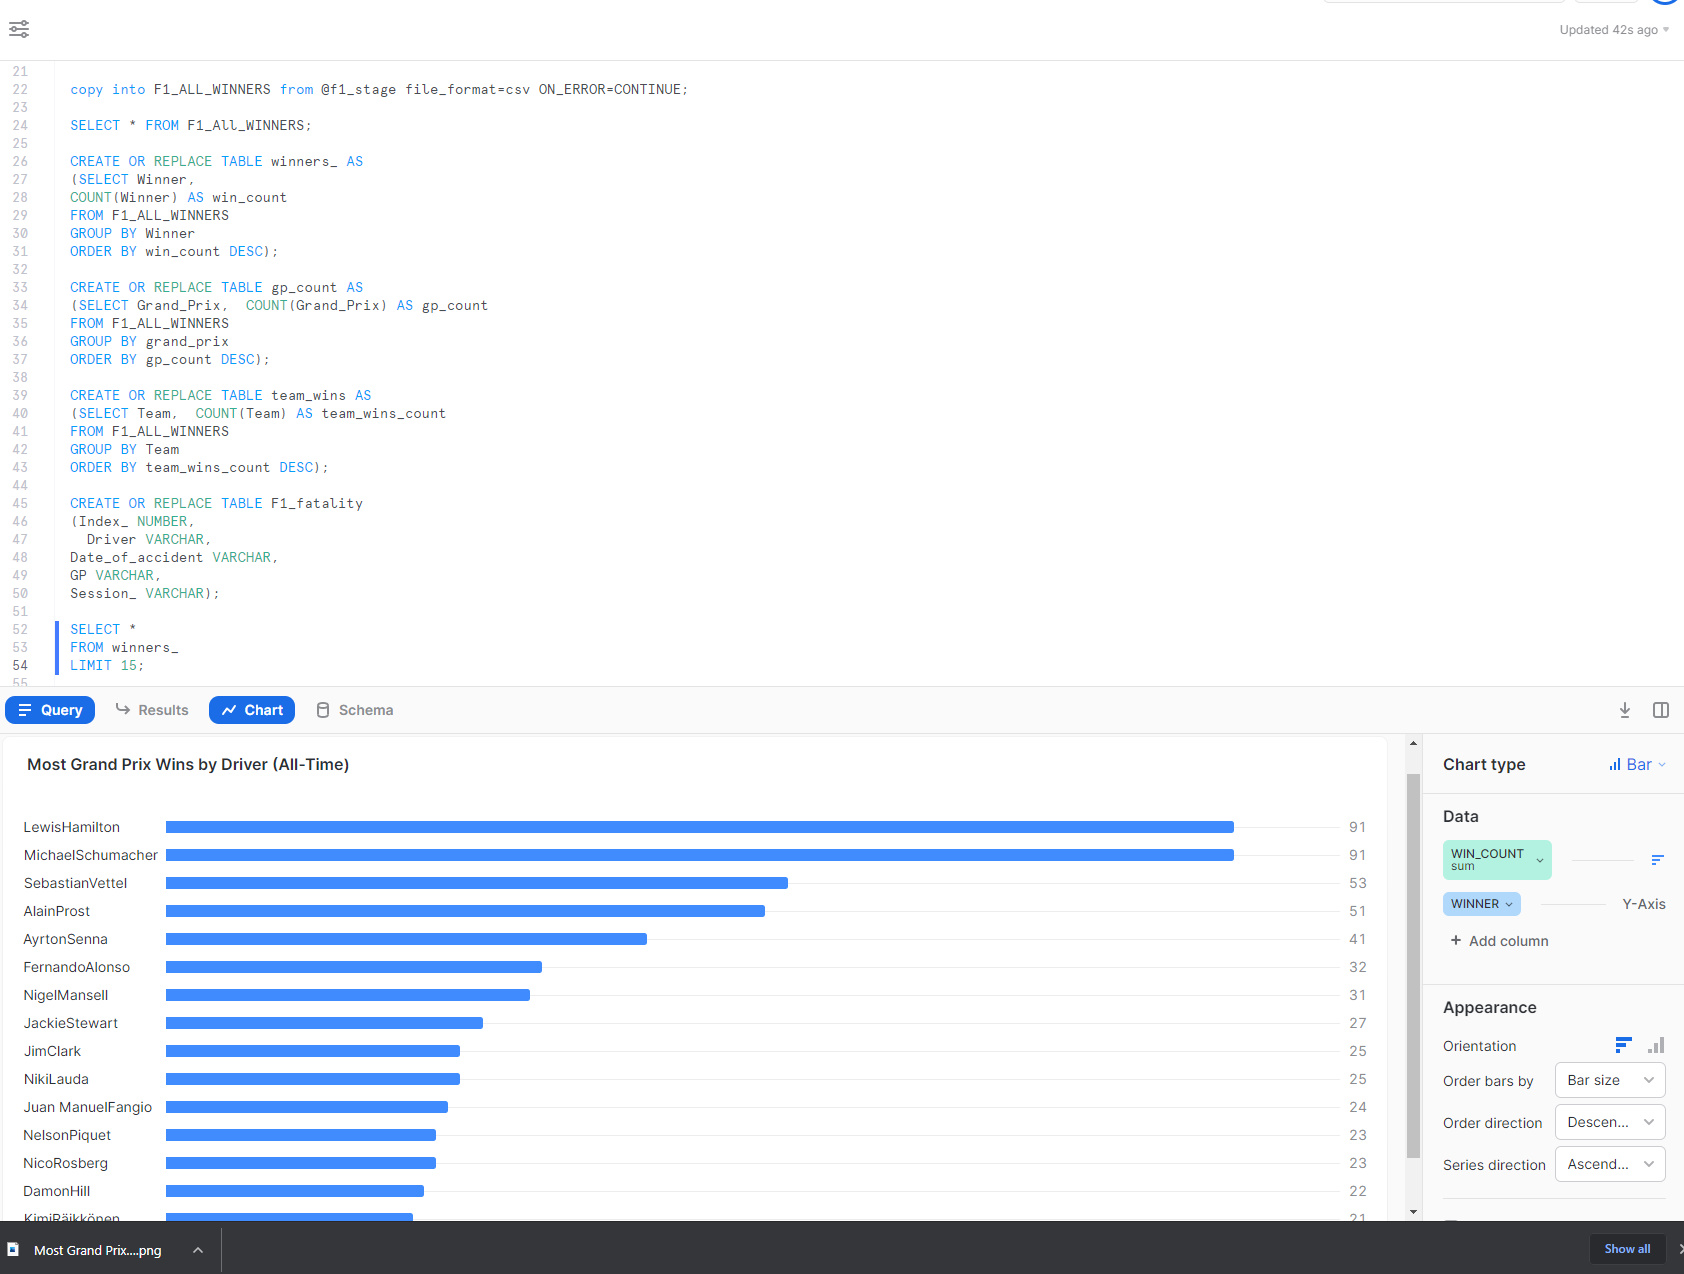 Updated 42s ago
21
22 copy into F1_ALL_WINNERS from @f1_stage file_format=csv ON_ERROR=CONTINUE;
23
24 SELECT * FROM F1_All_WINNERS;
25
26 CREATE OR REPLACE TABLE winners_ AS
27 (SELECT Winner,
28 COUNT(Winner) AS win_count
29 FROM F1_ALL_WINNERS
30 GROUP BY Winner
31 ORDER BY win_count DESC);
32
33 CREATE OR REPLACE TABLE gp_count AS
34 (SELECT Grand_Prix,  COUNT(Grand_Prix) AS gp_count
35 FROM F1_ALL_WINNERS
36 GROUP BY grand_prix
37 ORDER BY gp_count DESC);
38
39 CREATE OR REPLACE TABLE team_wins AS
40 (SELECT Team,  COUNT(Team) AS team_wins_count
41 FROM F1_ALL_WINNERS
42 GROUP BY Team
43 ORDER BY team_wins_count DESC);
44
45 CREATE OR REPLACE TABLE F1_fatality
46 (Index_ NUMBER,
47   Driver VARCHAR,
48 Date_of_accident VARCHAR,
49 GP VARCHAR,
50 Session_ VARCHAR);
51
52 SELECT *
53 FROM winners_
54 LIMIT 15;
55
Query Results Chart Schema
Most Grand Prix Wins by Driver (All-Time)
LewisHamilton 91
MichaelSchumacher 91
SebastianVettel 53
AlainProst 51
AyrtonSenna 41
FernandoAlonso 32
NigelMansell 31
JackieStewart 27
JimClark 25
NikiLauda 25
Juan ManuelFangio 24
NelsonPiquet 23
NicoRosberg 23
DamonHill 22
KimiRäikkönen 21
Chart type Bar
Data
WIN_COUNT
sum
WINNER Y-Axis
+ Add column
Appearance
Orientation
Order bars by Bar size
Order direction Descen...
Series direction Ascend...
Most Grand Prix....png
Show all